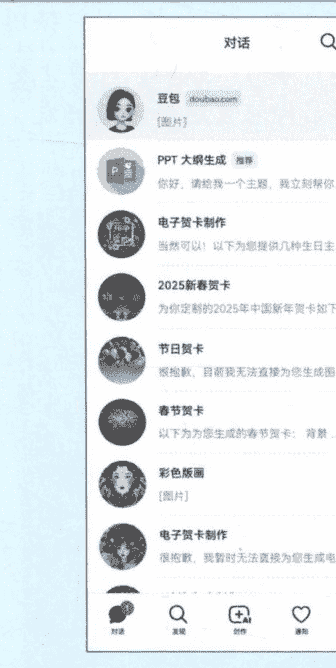 对话
豆包 doubao.com
[图片]
PPT 大纲生成 推荐
你好，请给我一个主题，我立刻帮你
电子贺卡制作
当然可以！以下为您提供几种生日主
2025新春贺卡
为你定制的2025年中国新年贺卡如下
节日贺卡
很抱歉，目前我无法直接为您生成图
春节贺卡
以下为为您生成的春节贺卡： 背景
彩色版画
[图片]
电子贺卡制作
很抱歉，我暂时无法直接为您生成电
对话
发现
AI
创作
通知